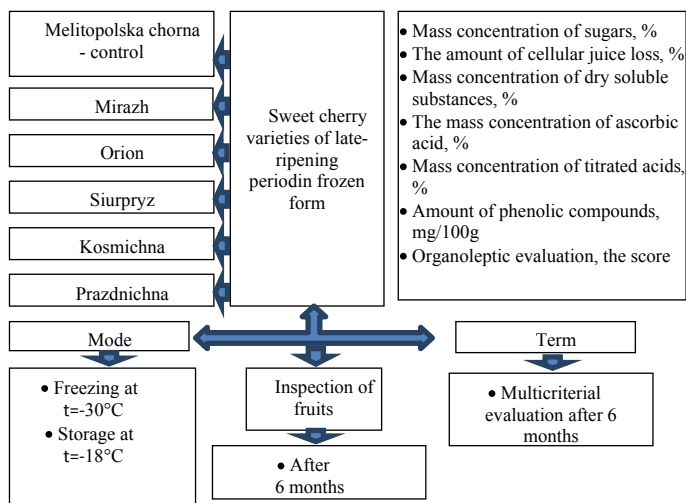 Melitopolska chorna
- control
Mirazh
Orion
Siurpryz
Kosmichna
Prazdnichna
Sweet cherry
varieties of late-
ripening
periodin frozen
form
• Mass concentration of sugars, %
• The amount of cellular juice loss, %
• Mass concentration of dry soluble
substances, %
• The mass concentration of ascorbic
acid, %
• Mass concentration of titrated acids,
%
• Amount of phenolic compounds,
mg/100g
• Organoleptic evaluation, the score
Mode
• Freezing at
t=-30°C
• Storage at
t=-18°C
Inspection of
fruits
• After
6 months
Term
• Multicriterial
evaluation after 6
months